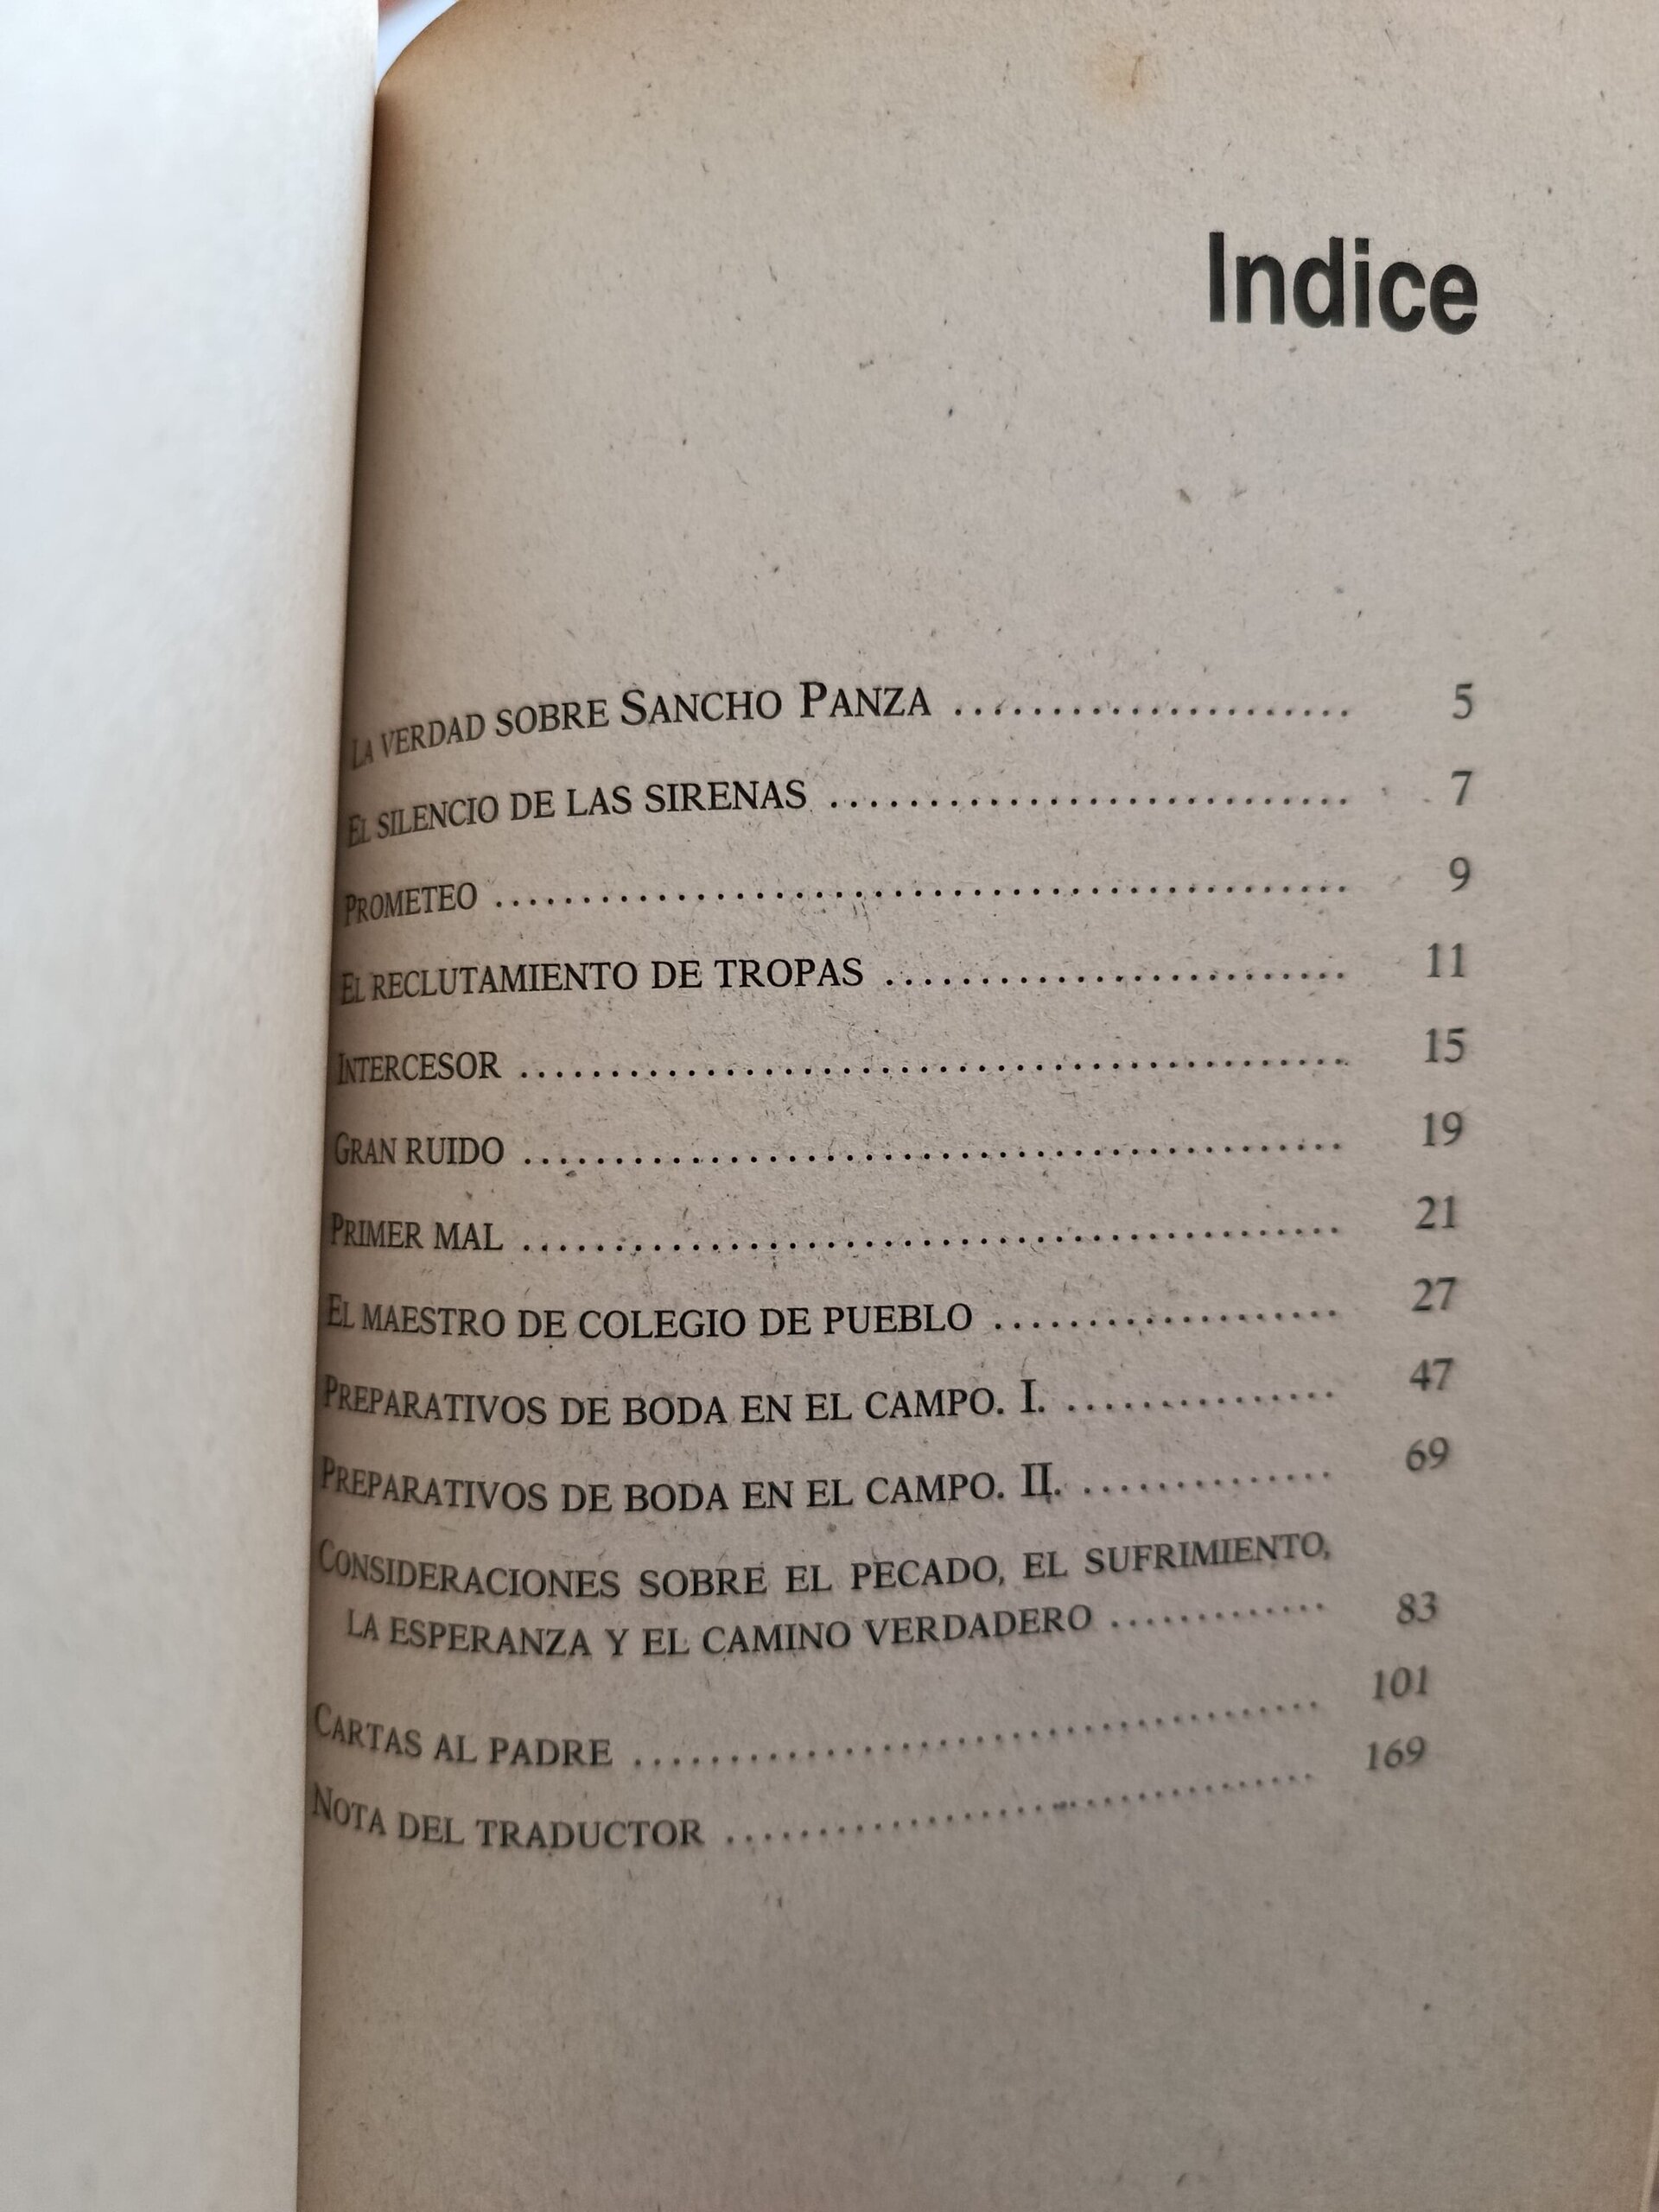 Indice
LA VERDAD SOBRE SANCHO PANZA ..................... 5
EL SILENCIO DE LAS SIRENAS ........................... 7
PROMETEO ............................................. 9
EL RECLUTAMIENTO DE TROPAS ........................ 11
INTERCESOR ........................................... 15
GRAN RUIDO ........................................... 19
PRIMER MAL ........................................... 21
EL MAESTRO DE COLEGIO DE PUEBLO .................. 27
PREPARATIVOS DE BODA EN EL CAMPO. I. .............. 47
PREPARATIVOS DE BODA EN EL CAMPO. II. ............. 69
CONSIDERACIONES SOBRE EL PECADO, EL SUFRIMIENTO,
LA ESPERANZA Y EL CAMINO VERDADERO ............ 83
CARTAS AL PADRE .................................... 101
NOTA DEL TRADUCTOR ............................... 169